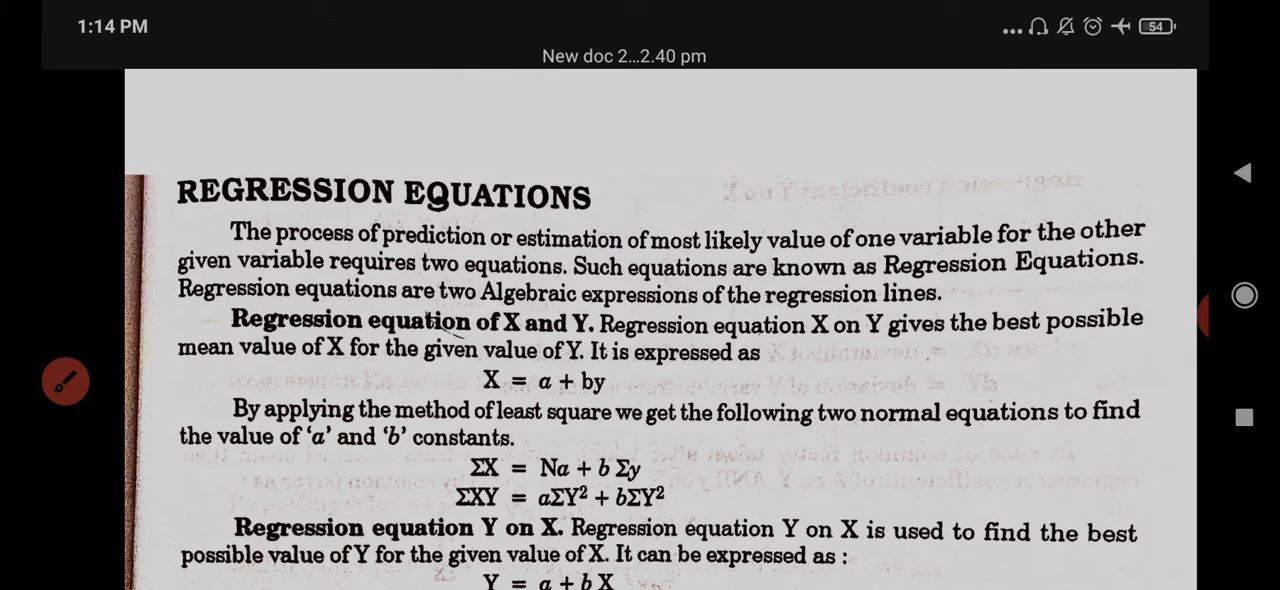 1:14 PM
54
New doc 2...2.40 pm
REGRESSION EQUATIONS
The process of prediction or estimation of most likely value of one variable for the other
given variable requires two equations. Such equations are known as Regression Equations.
Regression equations are two Algebraic expressions of the regression lines.
Regression equation of X and Y. Regression equation X on Y gives the best possible
mean value of X for the given value of Y. It is expressed as
X = a + by
By applying the method of least square we get the following two normal equations to find
the value of ‘a’ and ‘b’ constants.
ΣX = Na + b Σy
ΣXY = aΣY² + bΣY²
Regression equation Y on X. Regression equation Y on X is used to find the best
possible value of Y for the given value of X. It can be expressed as :
Y = a + b X